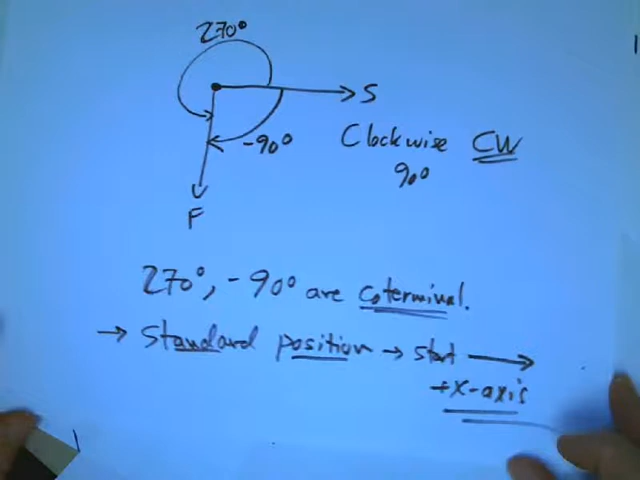 270°
S
Clockwise CW
-90°
90°
F
270°, -90° are coterminal.
→ Standard position → start →
+x-axis